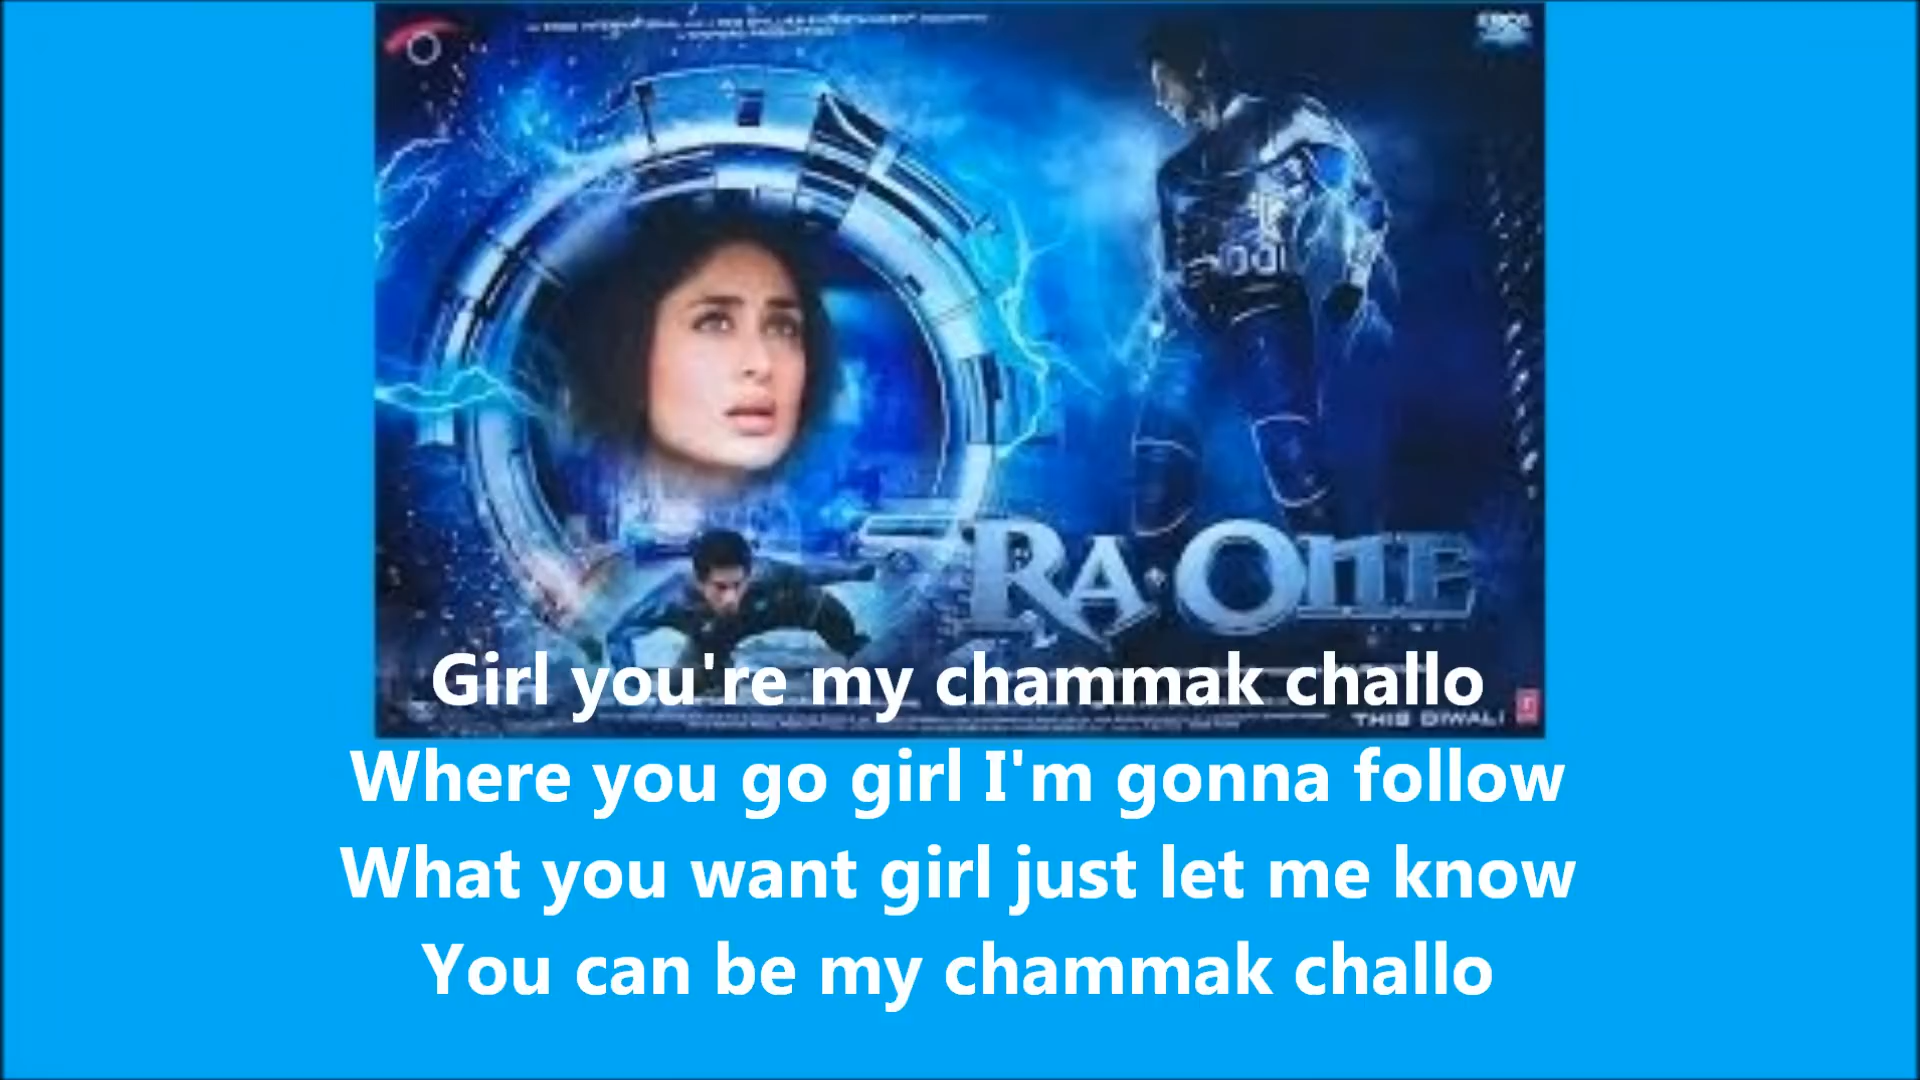 EROS
RA.ONE
Girl you're my chammak challo
THIS DIWALI
Where you go girl I'm gonna follow
What you want girl just let me know
You can be my chammak challo